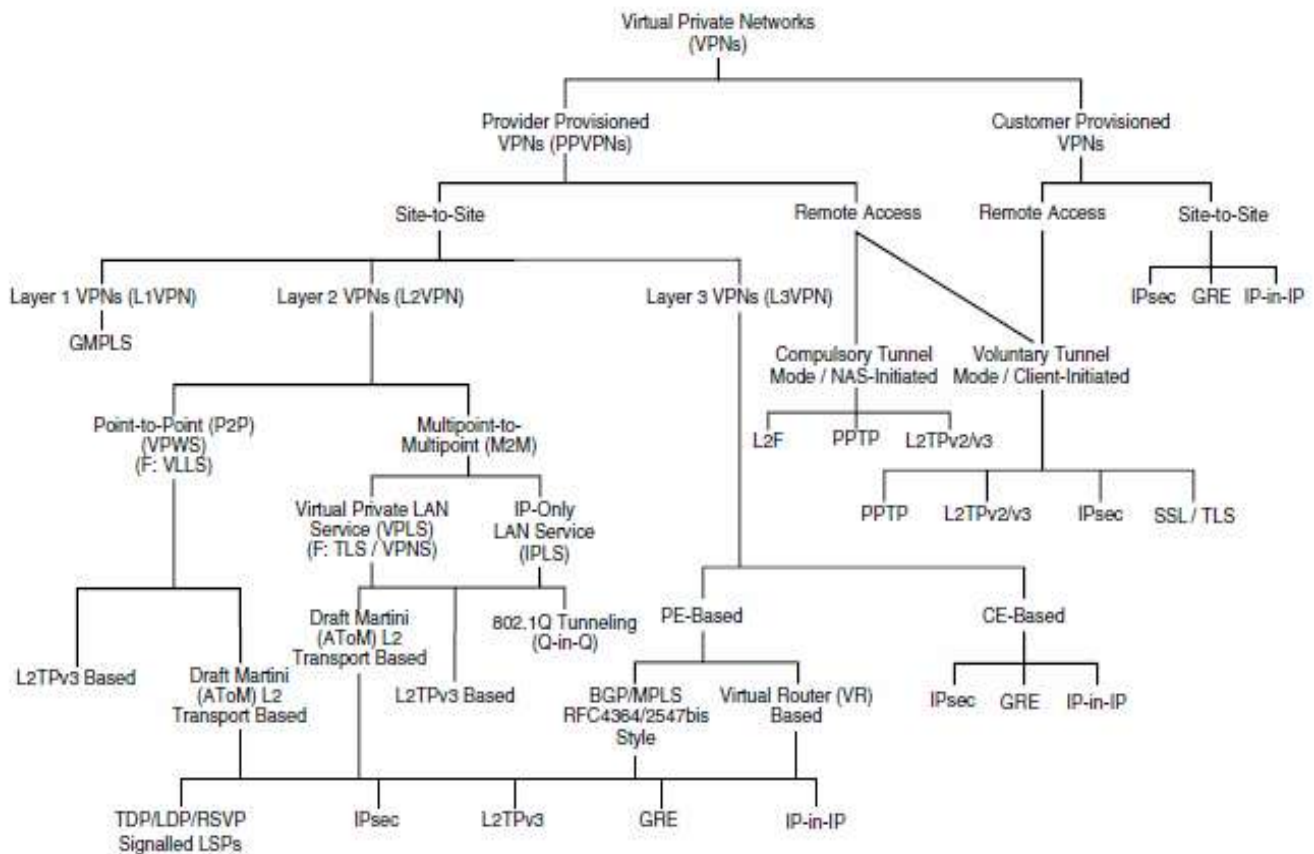 Virtual Private Networks
(VPNs)
Provider Provisioned
VPNs (PPVPNs)
Customer Provisioned
VPNs
Site-to-Site
Remote Access
Remote Access
Site-to-Site
Layer 1 VPNs (L1VPN)
Layer 2 VPNs (L2VPN)
Layer 3 VPNs (L3VPN)
IPsec
GRE
IP-in-IP
GMPLS
Compulsory Tunnel
Mode / NAS-Initiated
Voluntary Tunnel
Mode / Client-Initiated
Point-to-Point (P2P)
(VPWS)
(F: VLLS)
Multipoint-to-
Multipoint (M2M)
L2F
PPTP
L2TPv2/v3
Virtual Private LAN
Service (VPLS)
(F: TLS / VPNS)
IP-Only
LAN Service
(IPLS)
PPTP
L2TPv2/v3
IPsec
SSL / TLS
Draft Martini
(AToM) L2
Transport Based
802.1Q Tunneling
(Q-in-Q)
PE-Based
CE-Based
L2TPv3 Based
Draft Martini
(AToM) L2
Transport Based
L2TPv3 Based
BGP/MPLS
RFC4364/2547bis
Style
Virtual Router (VR)
Based
IPsec
GRE
IP-in-IP
TDP/LDP/RSVP
Signalled LSPs
IPsec
L2TPv3
GRE
IP-in-IP